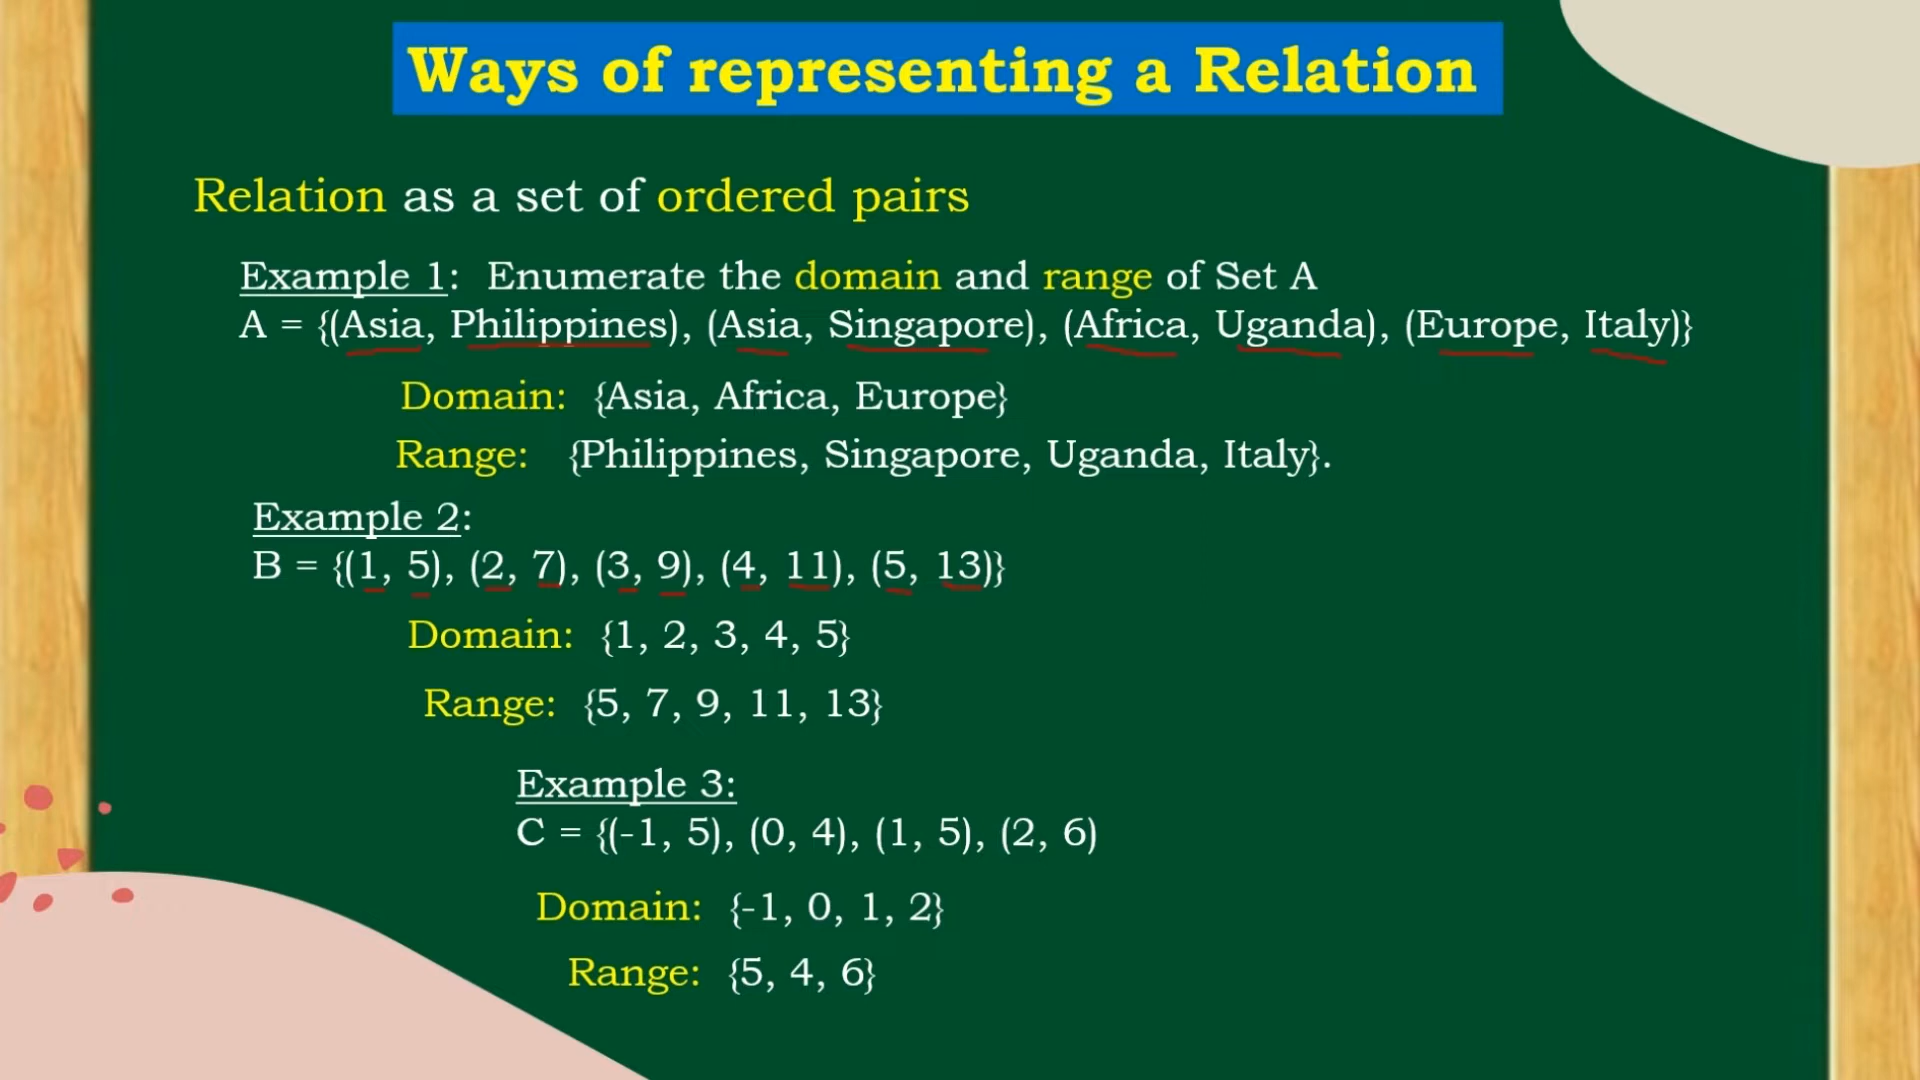 Ways of representing a Relation
Relation as a set of ordered pairs
Example 1: Enumerate the domain and range of Set A
A = {(Asia, Philippines), (Asia, Singapore), (Africa, Uganda), (Europe, Italy)}
Domain: {Asia, Africa, Europe}
Range: {Philippines, Singapore, Uganda, Italy}.
Example 2:
B = {(1, 5), (2, 7), (3, 9), (4, 11), (5, 13)}
Domain: {1, 2, 3, 4, 5}
Range: {5, 7, 9, 11, 13}
Example 3:
C = {(-1, 5), (0, 4), (1, 5), (2, 6)
Domain: {-1, 0, 1, 2}
Range: {5, 4, 6}